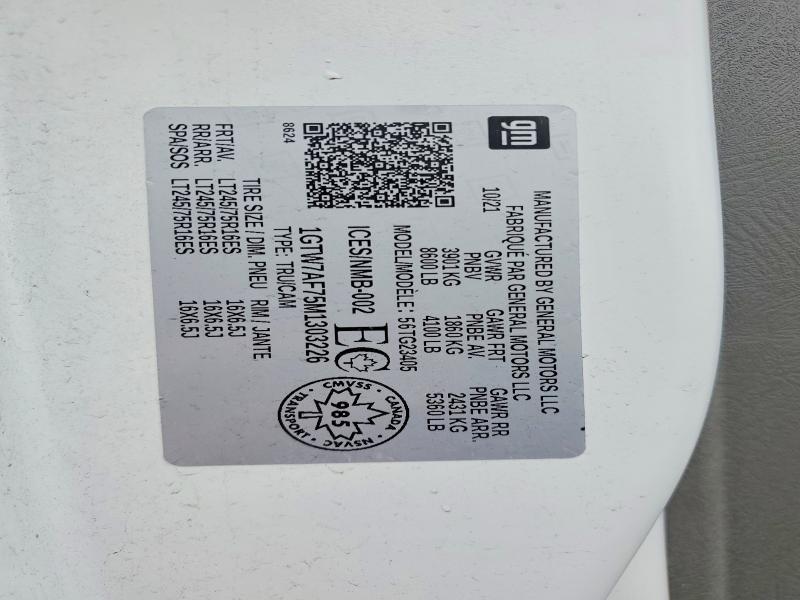 gm
MANUFACTURED BY GENERAL MOTORS LLC
FABRIQUÉ PAR GENERAL MOTORS LLC
10/21 GVWR GAWR FRT GAWR RR
PNBV PNBE AV. PNBE ARR.
3901 KG 1860 KG 2431 KG
8600 LB 4100 LB 5360 LB
MODEL/MODÈLE: 56TG23405
ICES/NMB-002 EC
1GTW7AF75M1303226
TYPE: TRU/CAM
8624
CANADA · NSVAC · TRANSPORT · CMVSS ·
985
TIRE SIZE / DIM. PNEU RIM / JANTE
FRT/AV. LT245/75R16ES 16X6.5J
RR/ARR. LT245/75R16ES 16X6.5J
SPA/SOS LT245/75R16ES 16X6.5J